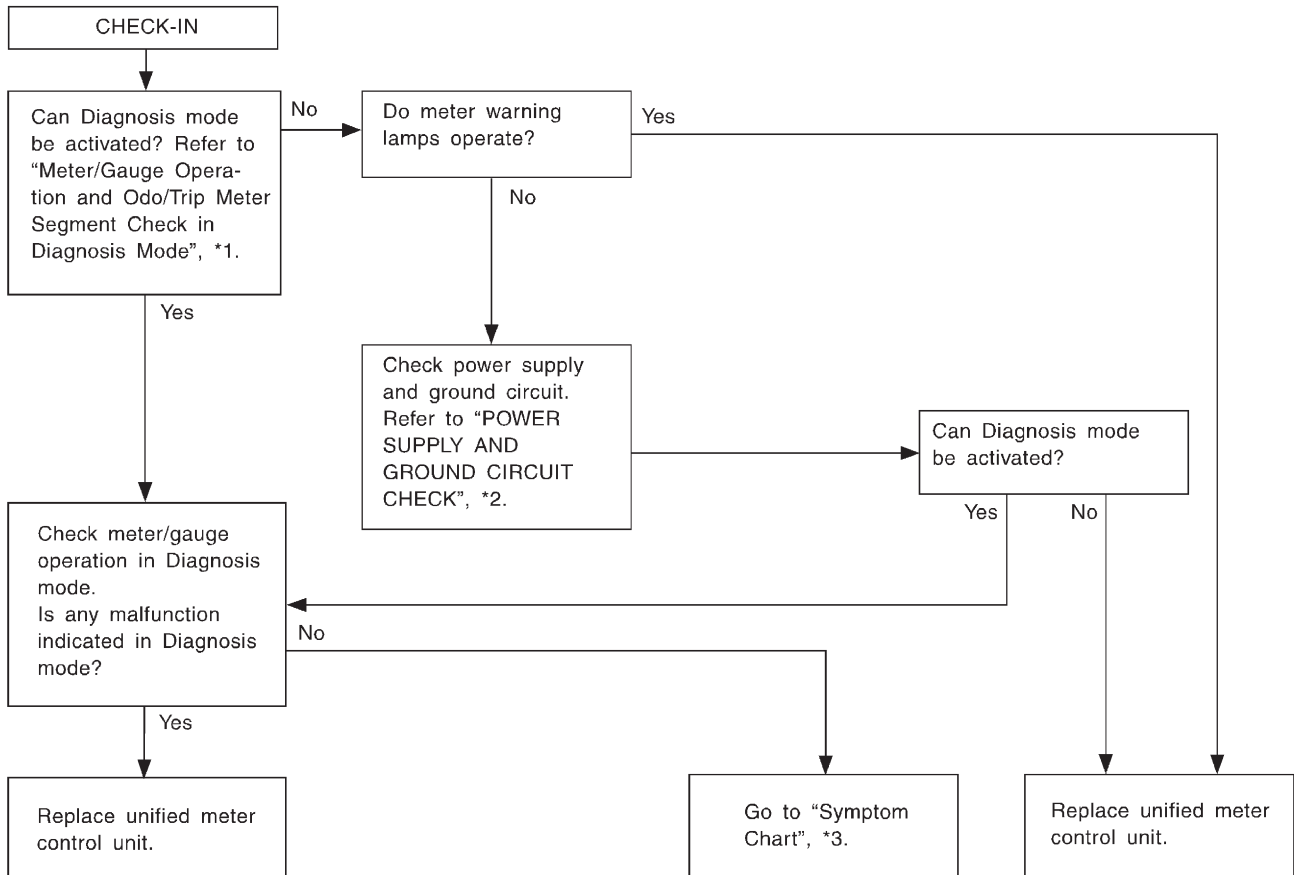 CHECK-IN
Can Diagnosis mode
be activated? Refer to
“Meter/Gauge Opera-
tion and Odo/Trip Meter
Segment Check in
Diagnosis Mode”, *1.
No
Do meter warning
lamps operate?
Yes
No
Yes
Check power supply
and ground circuit.
Refer to “POWER
SUPPLY AND
GROUND CIRCUIT
CHECK”, *2.
Can Diagnosis mode
be activated?
Yes
No
Check meter/gauge
operation in Diagnosis
mode.
Is any malfunction
indicated in Diagnosis
mode?
No
Yes
Replace unified meter
control unit.
Go to “Symptom
Chart”, *3.
Replace unified meter
control unit.